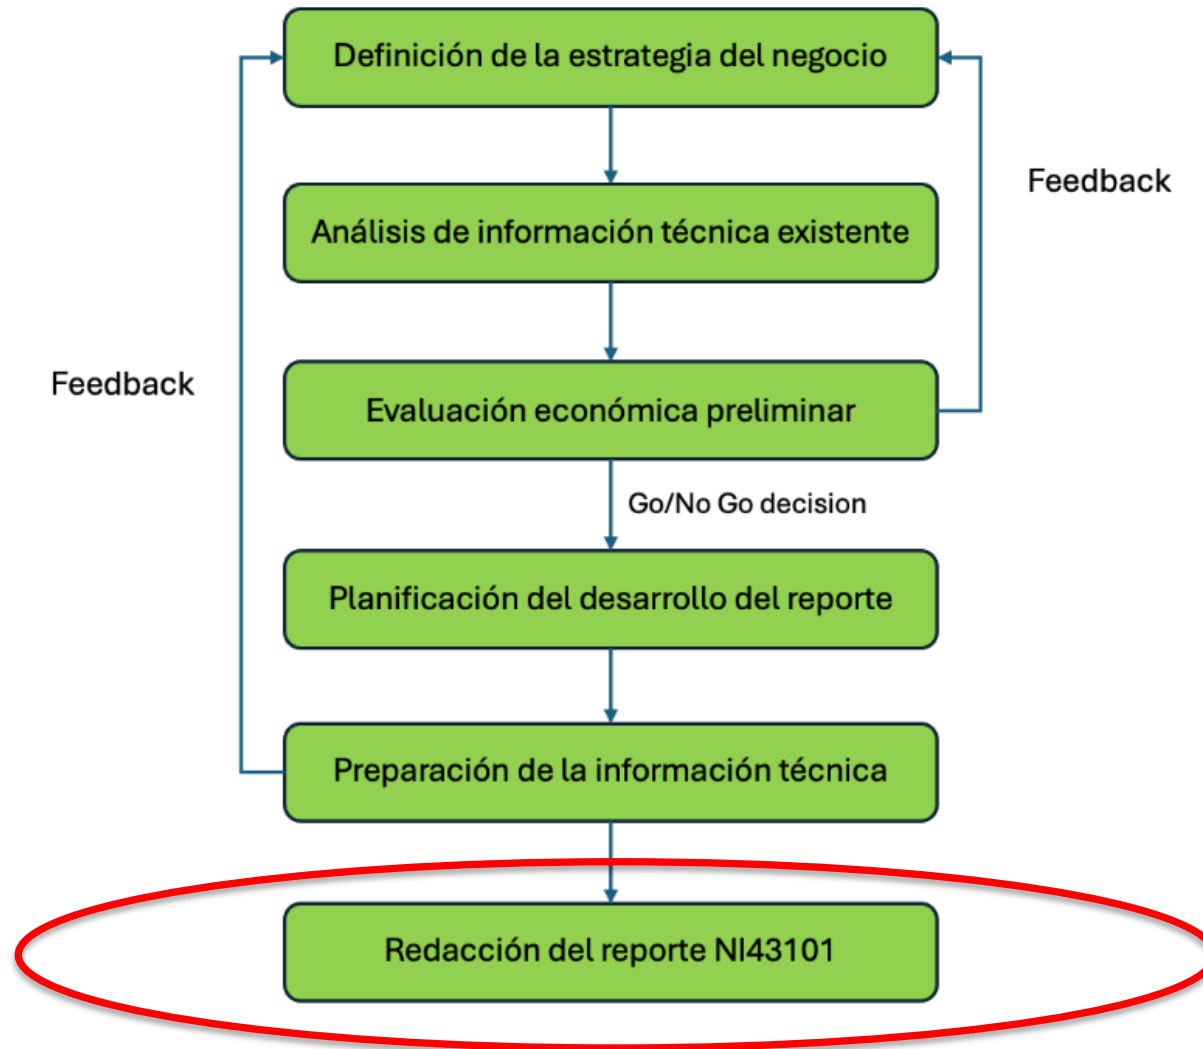 Definición de la estrategia del negocio
Feedback
Análisis de información técnica existente
Feedback
Evaluación económica preliminar
Go/No Go decision
Planificación del desarrollo del reporte
Preparación de la información técnica
Redacción del reporte NI43101